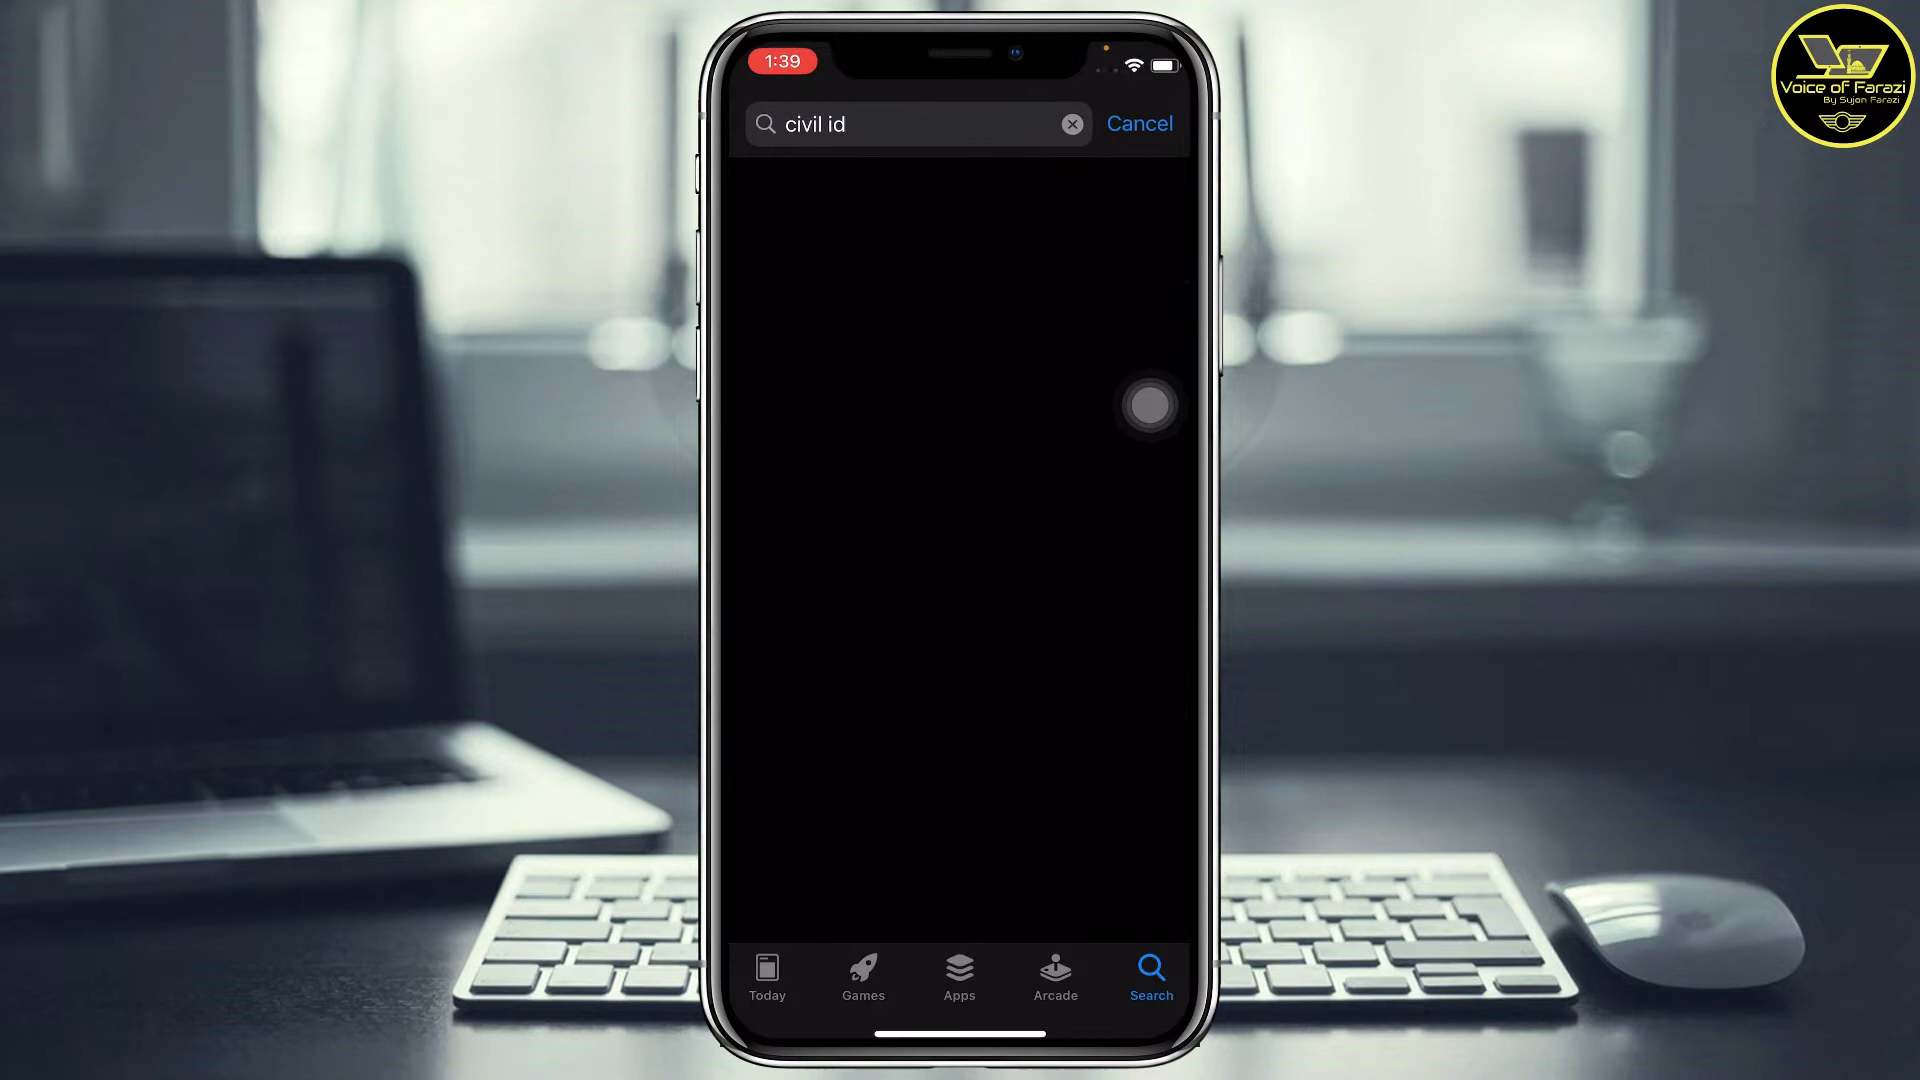 1:39
civil id
Cancel
Today
Games
Apps
Arcade
Search
Voice of Farazi
By Sujon Farazi